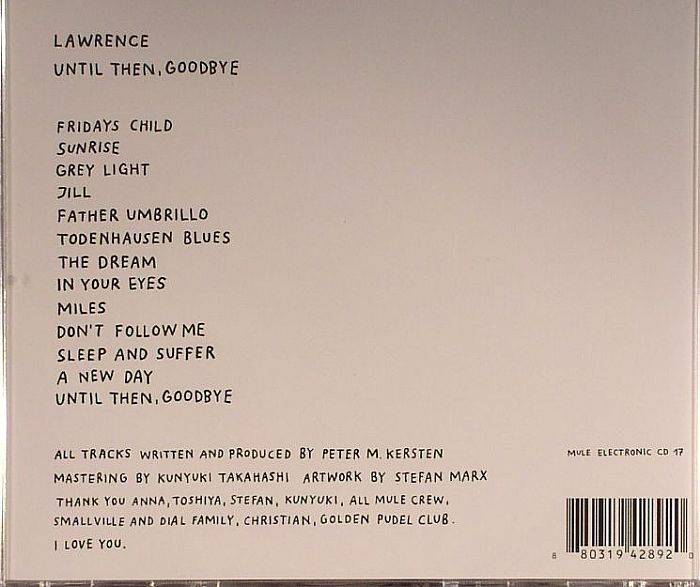 LAWRENCE
UNTIL THEN, GOODBYE
FRIDAYS CHILD
SUNRISE
GREY LIGHT
JILL
FATHER UMBRILLO
TODENHAUSEN BLUES
THE DREAM
IN YOUR EYES
MILES
DON'T FOLLOW ME
SLEEP AND SUFFER
A NEW DAY
UNTIL THEN, GOODBYE
ALL TRACKS WRITTEN AND PRODUCED BY PETER M. KERSTEN
MASTERING BY KUNYUKI TAKAHASHI ARTWORK BY STEFAN MARX
THANK YOU ANNA, TOSHIYA, STEFAN, KUNYUKI, ALL MULE CREW,
SMALLVILLE AND DIAL FAMILY, CHRISTIAN, GOLDEN PUDEL CLUB.
I LOVE YOU.
MULE ELECTRONIC CD 17
8 80319 42892 0